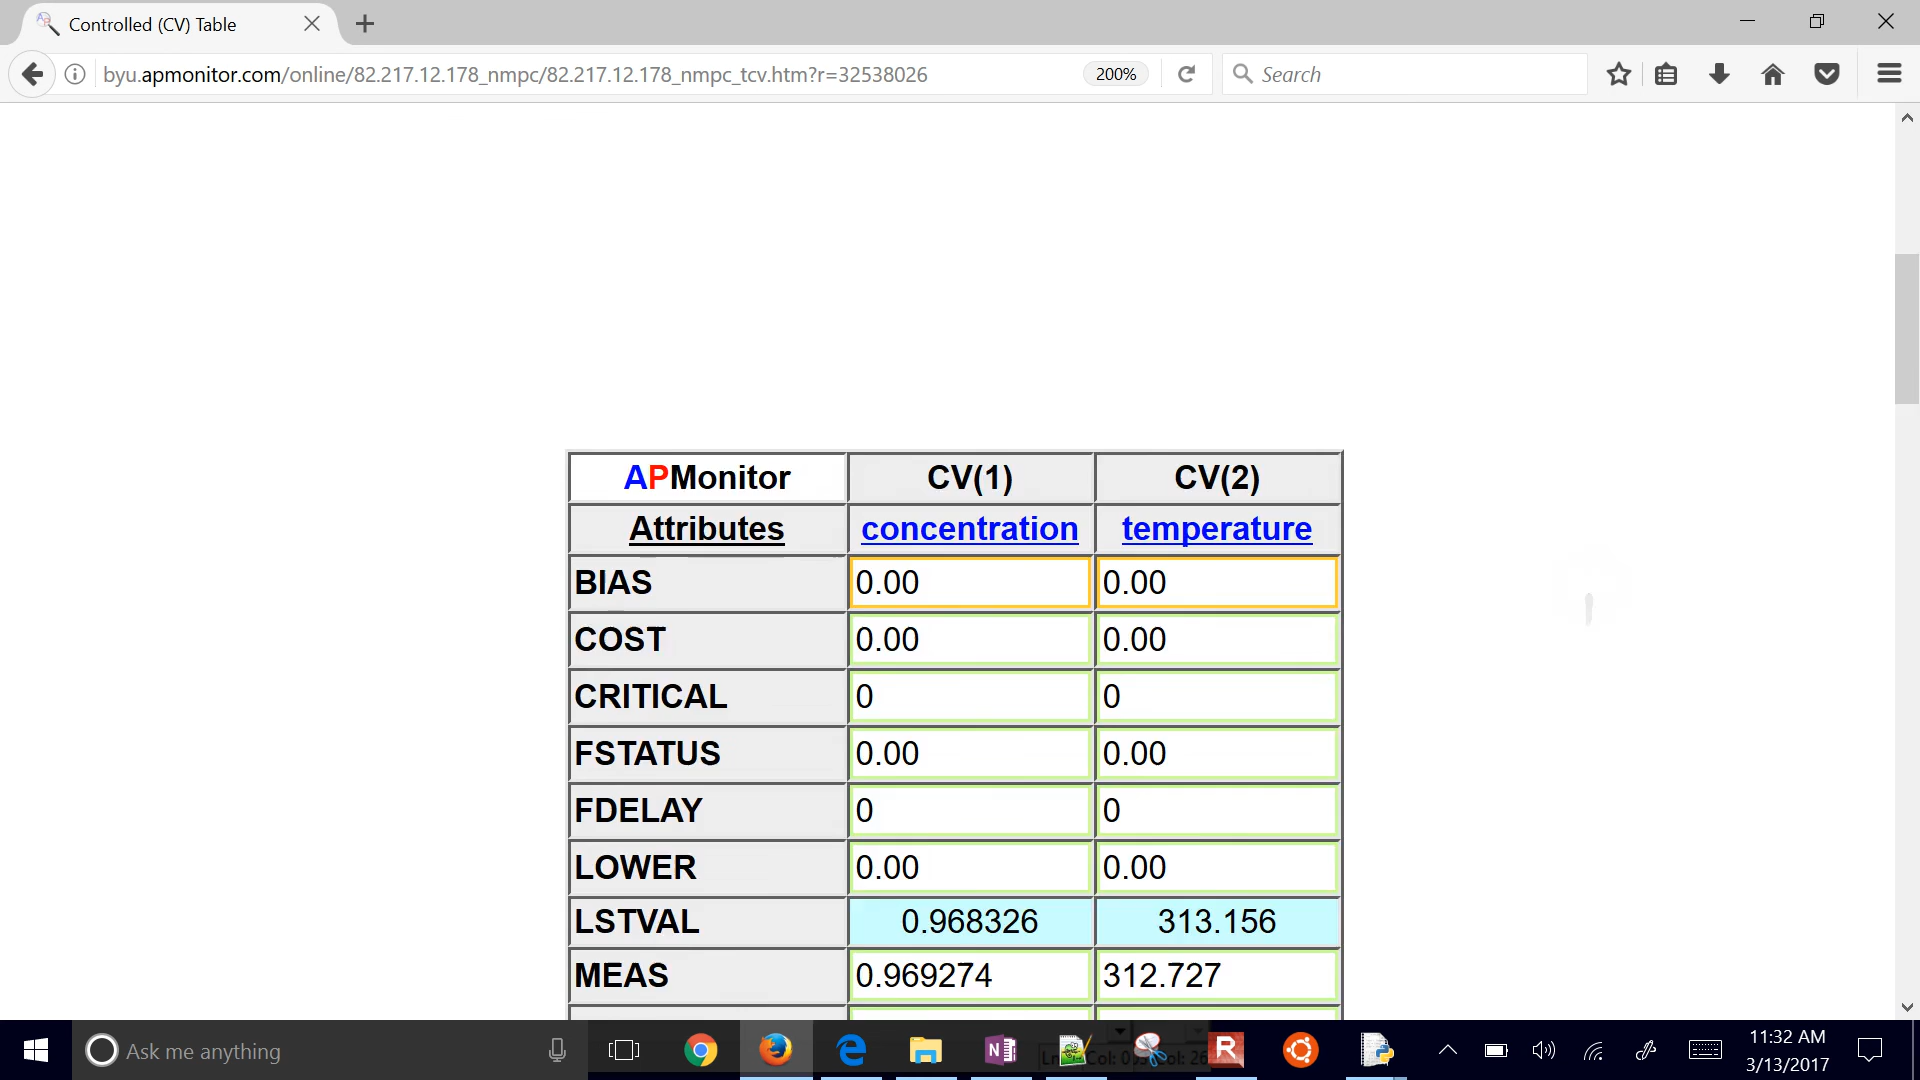 Controlled (CV) Table
byu.apmonitor.com/online/82.217.12.178_nmpc/82.217.12.178_nmpc_tcv.htm?r=32538026
200%
Search
APMonitor CV(1) CV(2)
Attributes concentration temperature
BIAS 0.00 0.00
COST 0.00 0.00
CRITICAL 0 0
FSTATUS 0.00 0.00
FDELAY 0 0
LOWER 0.00 0.00
LSTVAL 0.968326 313.156
MEAS 0.969274 312.727
Ask me anything
11:32 AM
3/13/2017